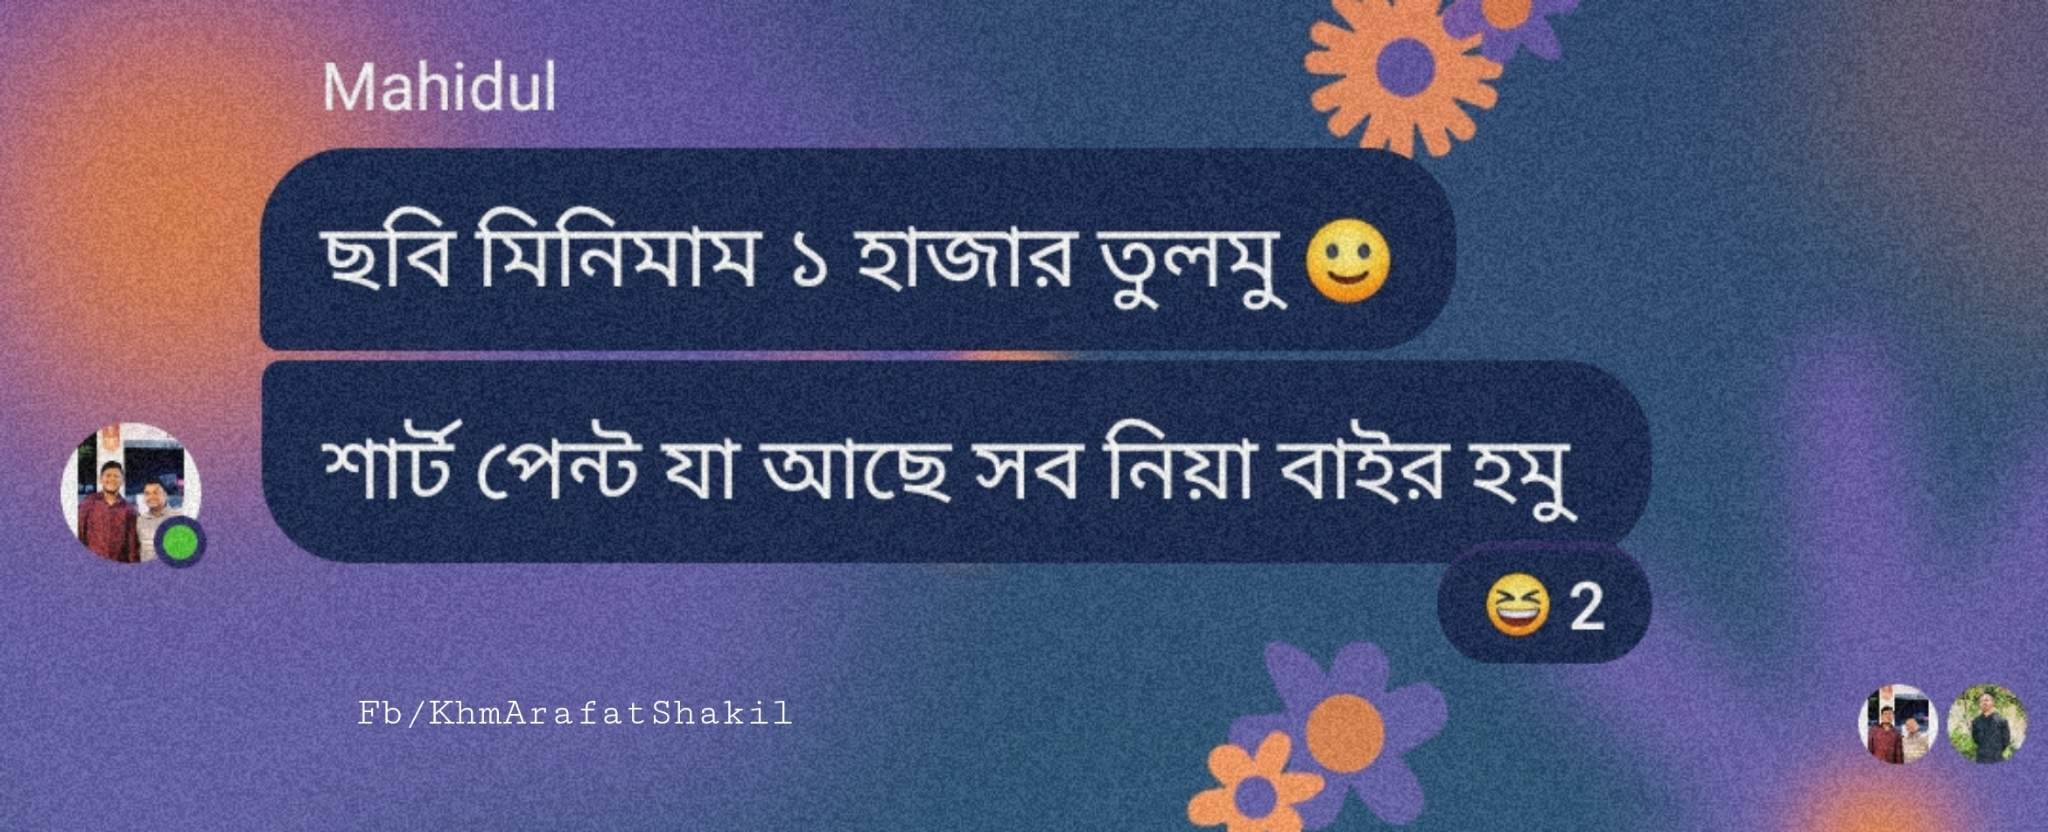 Mahidul
ছবি মিনিমাম ১ হাজার তুলমু 🙂
শার্ট পেন্ট যা আছে সব নিয়া বাইর হমু
😆 2
Fb/KhmArafatShakil